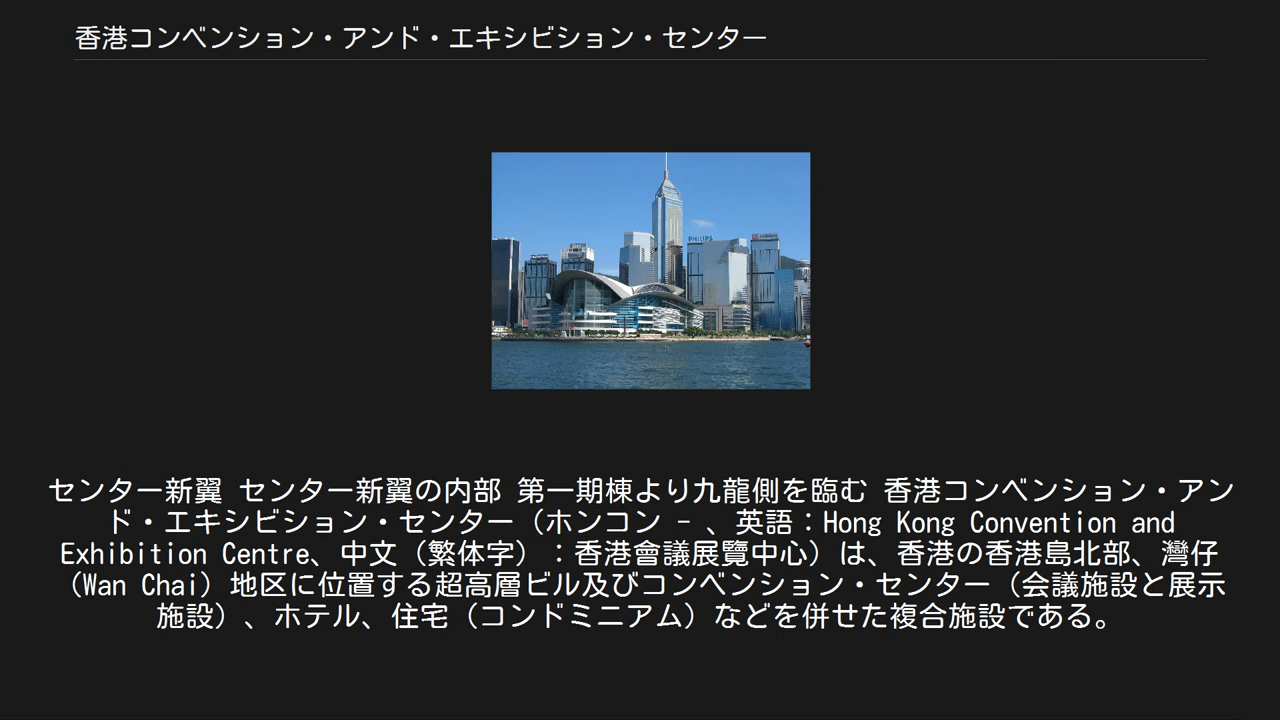 香港コンベンション・アンド・エキシビション・センター
PHILIPS
センター新翼 センター新翼の内部 第一期棟より九龍側を臨む 香港コンベンション・アン
ド・エキシビション・センター（ホンコン － 、英語：Hong Kong Convention and
Exhibition Centre、中文（繁体字）：香港會議展覽中心）は、香港の香港島北部、灣仔
（Wan Chai）地区に位置する超高層ビル及びコンベンション・センター（会議施設と展示
施設）、ホテル、住宅（コンドミニアム）などを併せた複合施設である。